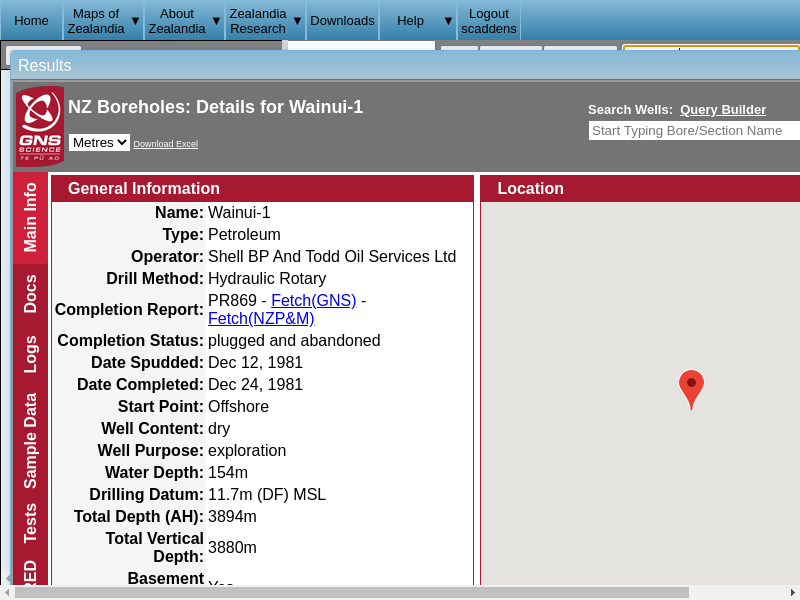 Home
Maps of Zealandia ▼
About Zealandia ▼
Zealandia Research ▼
Downloads
Help ▼
Logout scaddens
Results
GNS
SCIENCE
TE PŪ AO
NZ Boreholes: Details for Wainui-1
Metres Download Excel
Search Wells: Query Builder
Start Typing Bore/Section Name
Main Info
Docs
Logs
Sample Data
Tests
General Information
Name: Wainui-1
Type: Petroleum
Operator: Shell BP And Todd Oil Services Ltd
Drill Method: Hydraulic Rotary
Completion Report: PR869 - Fetch(GNS) -
Fetch(NZP&M)
Completion Status: plugged and abandoned
Date Spudded: Dec 12, 1981
Date Completed: Dec 24, 1981
Start Point: Offshore
Well Content: dry
Well Purpose: exploration
Water Depth: 154m
Drilling Datum: 11.7m (DF) MSL
Total Depth (AH): 3894m
Total Vertical
Depth: 3880m
Basement
Location